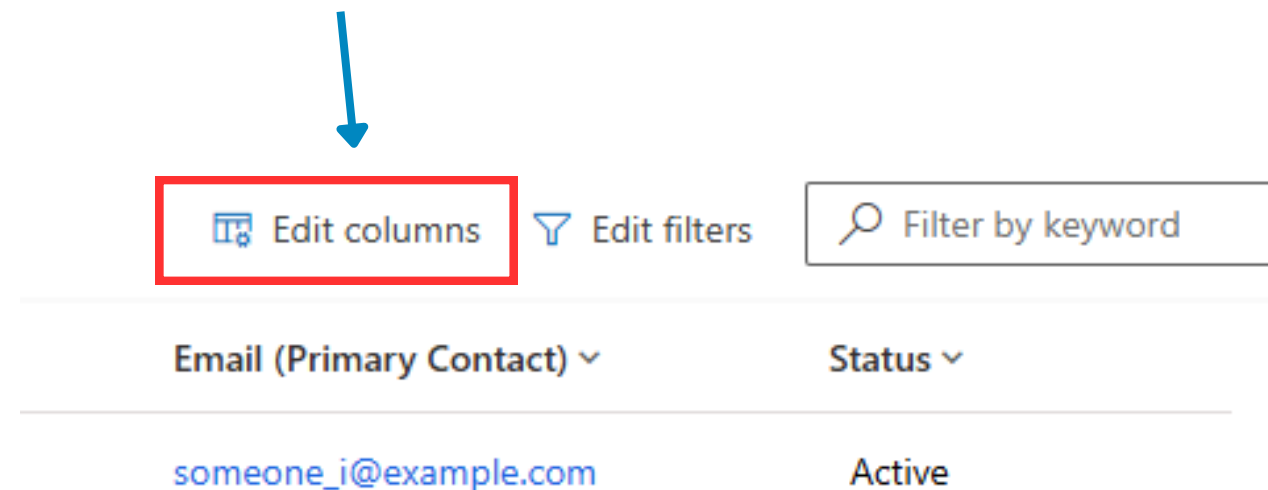 Edit columns Edit filters Filter by keyword
Email (Primary Contact) Status
someone_i@example.com Active